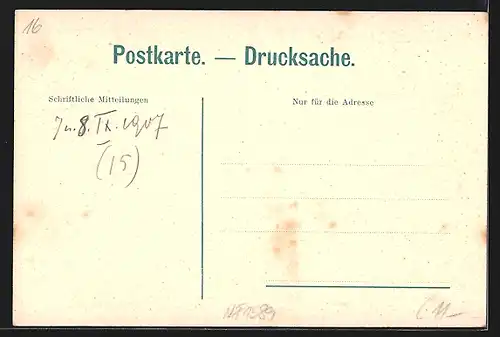 16
Postkarte. — Drucksache.
Schriftliche Mitteilungen
Nur für die Adresse
7 u. 8. IX. 1907
(15)